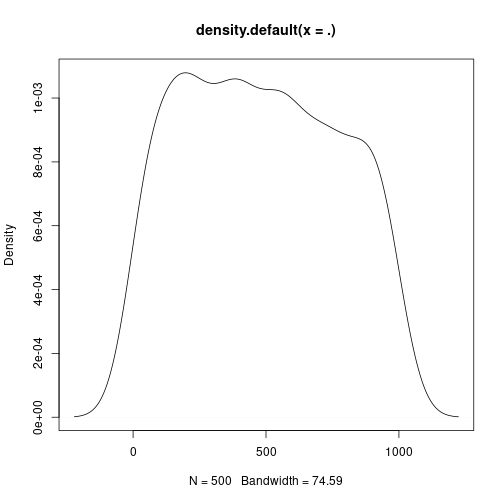 density.default(x = .)
Density
0e+00
2e-04
4e-04
6e-04
8e-04
1e-03
0
500
1000
N = 500   Bandwidth = 74.59